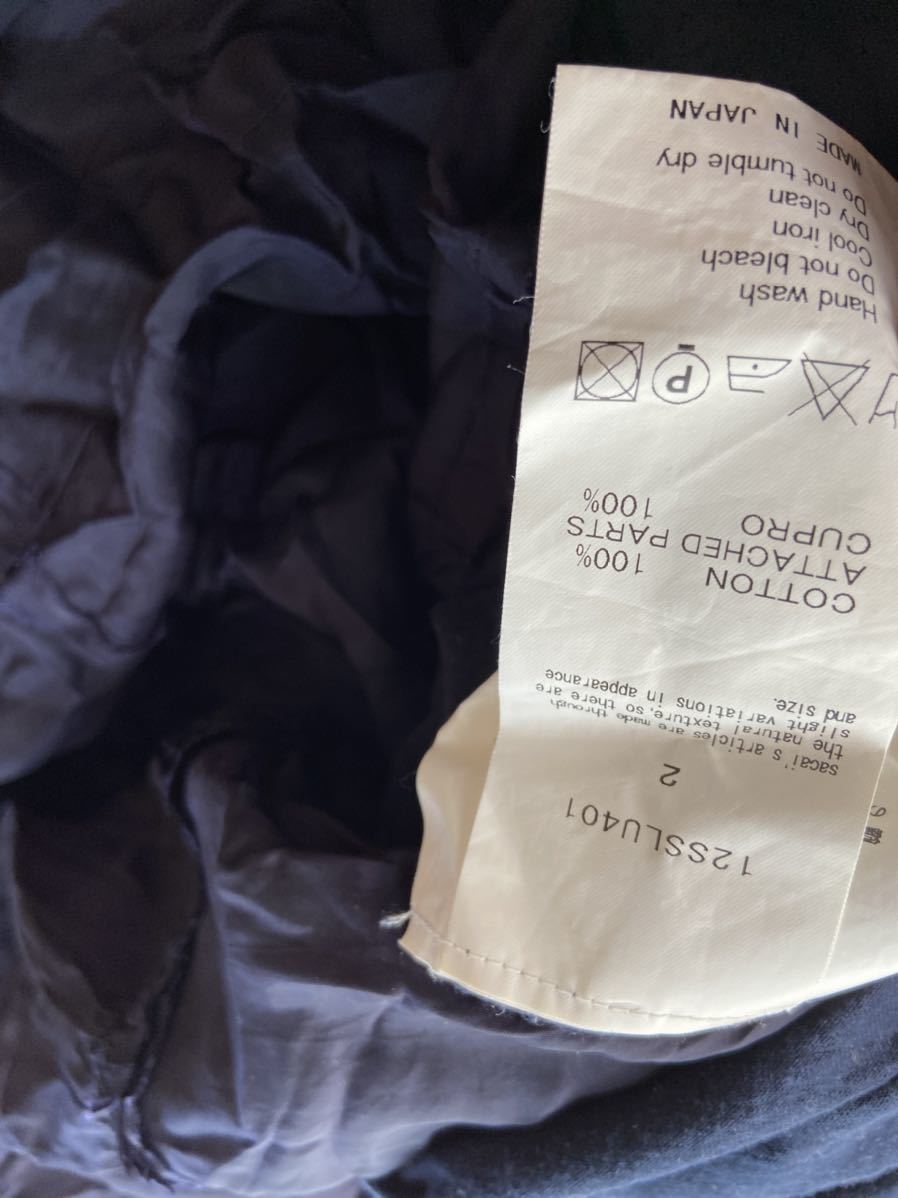 12SSLU401
2
sacai's articles are made through
the natural texture, so there are
slight variations in appearance
and size.
COTTON 100%
ATTACHED PARTS
CUPRO 100%
P
Hand wash
Do not bleach
Cool iron
Dry clean
Do not tumble dry
MADE IN JAPAN